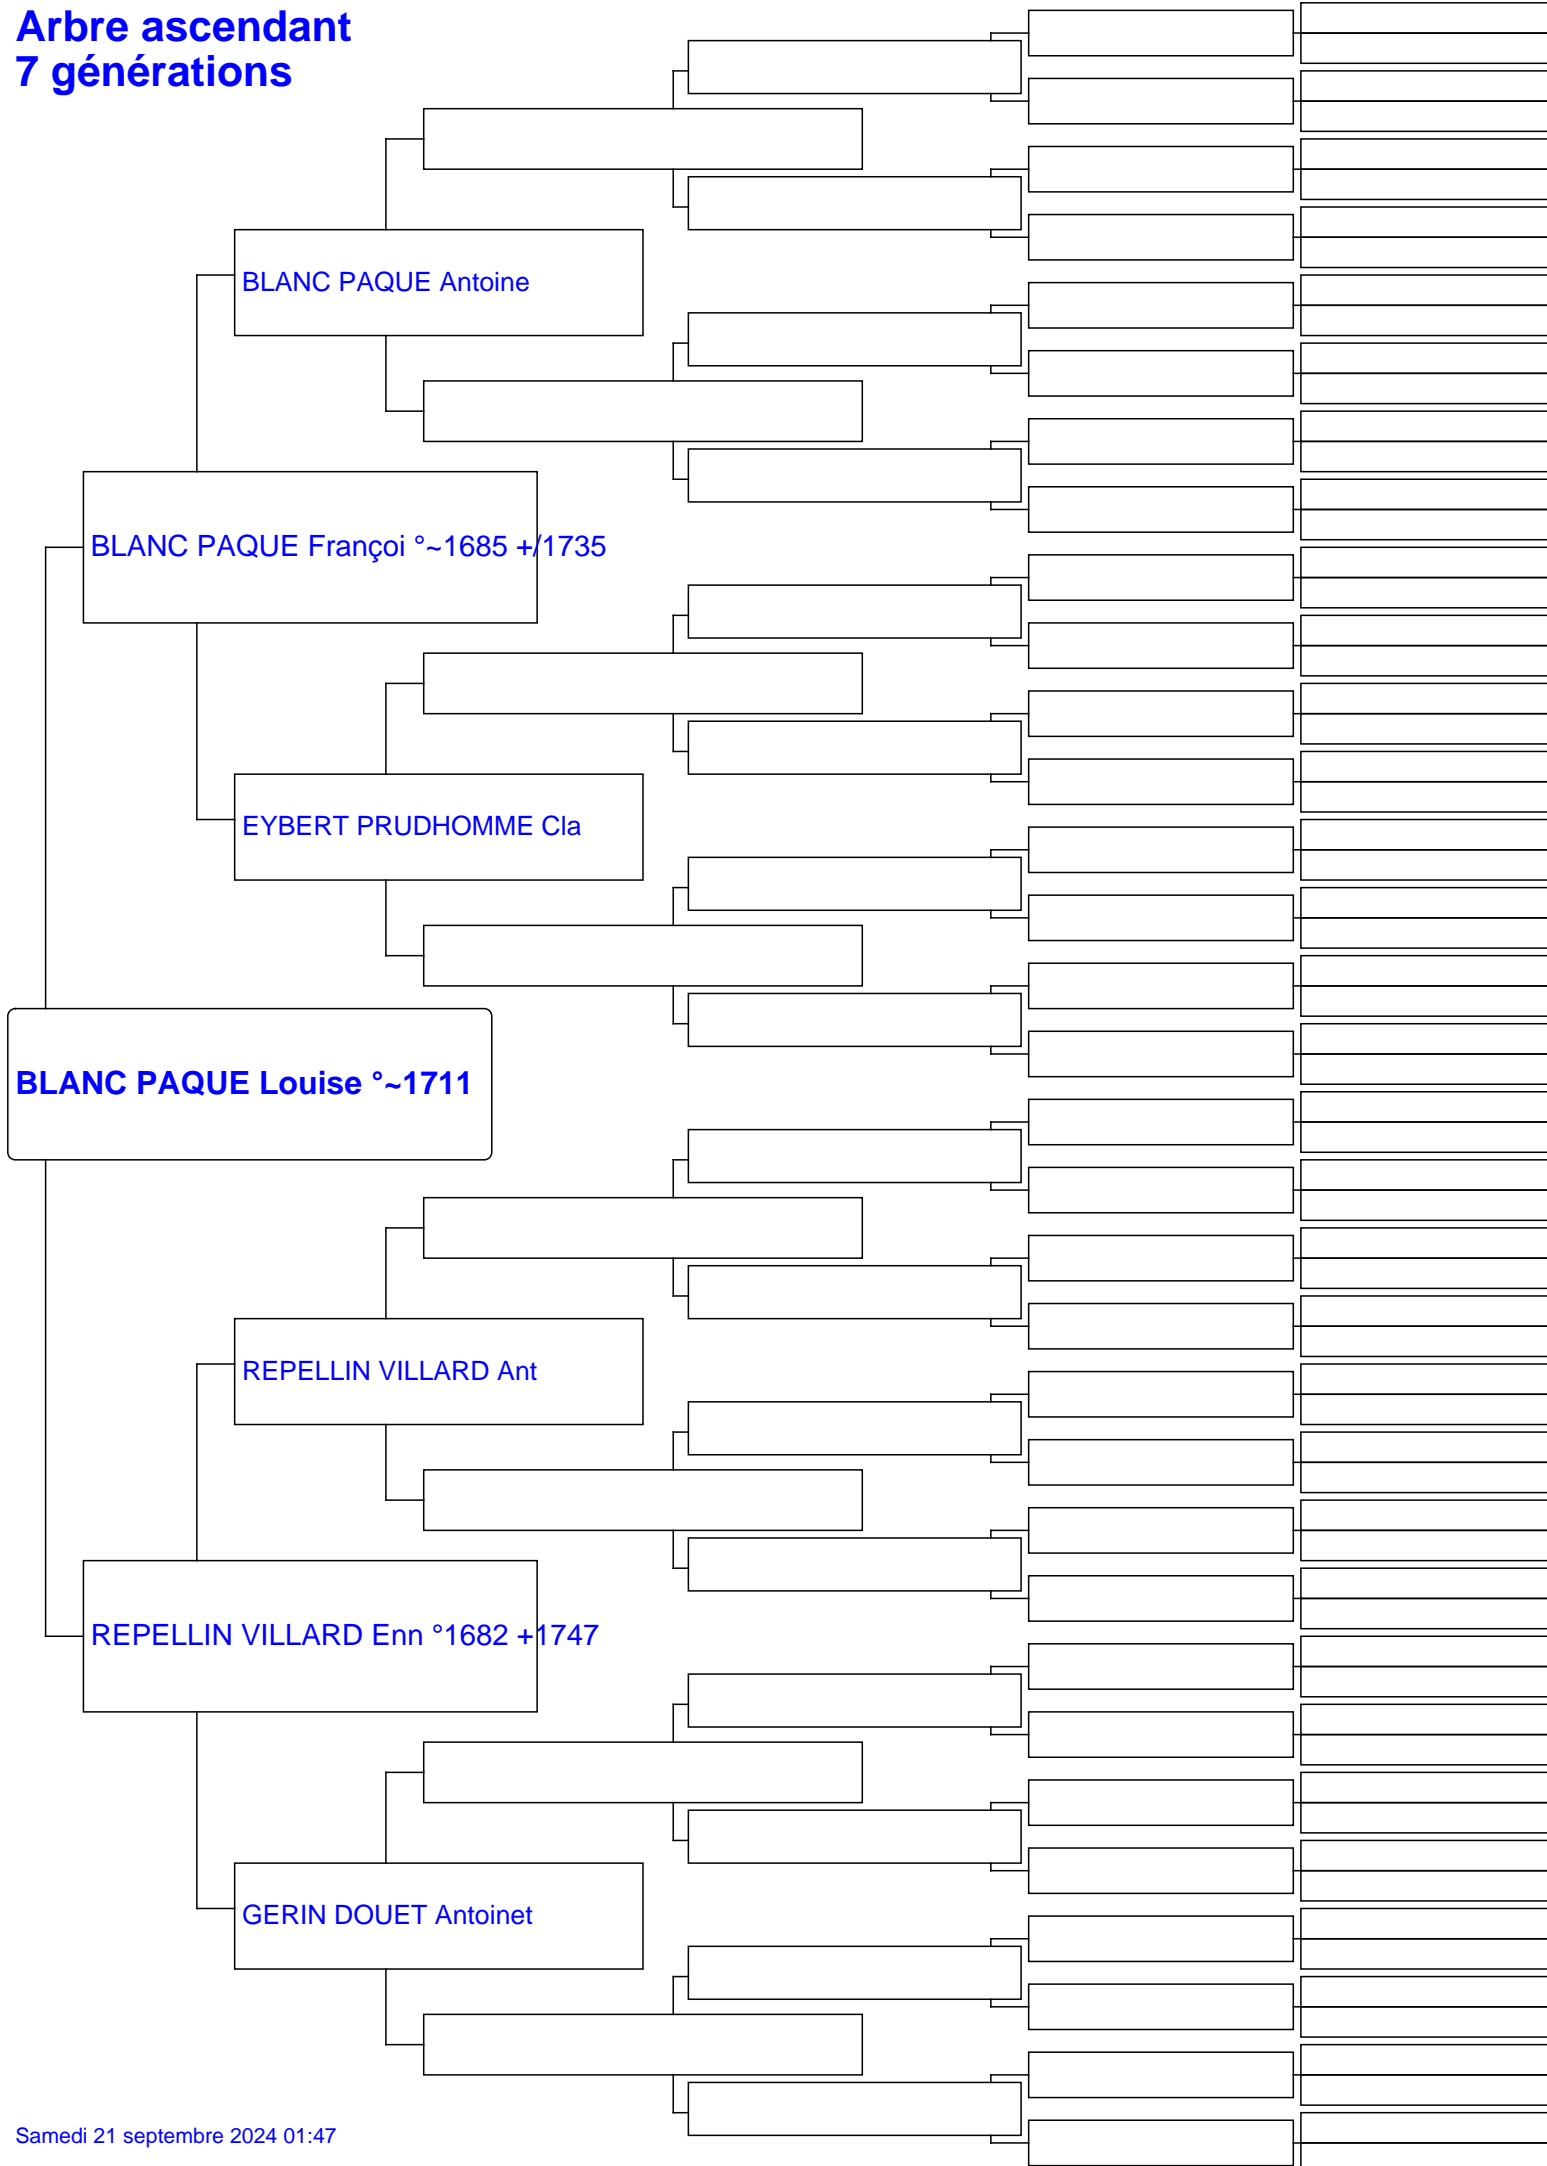 Arbre ascendant
7 générations
BLANC PAQUE Antoine
BLANC PAQUE Françoi °~1685 +/1735
EYBERT PRUDHOMME Cla
BLANC PAQUE Louise °~1711
REPELLIN VILLARD Ant
REPELLIN VILLARD Enn °1682 +1747
GERIN DOUET Antoinet
Samedi 21 septembre 2024 01:47